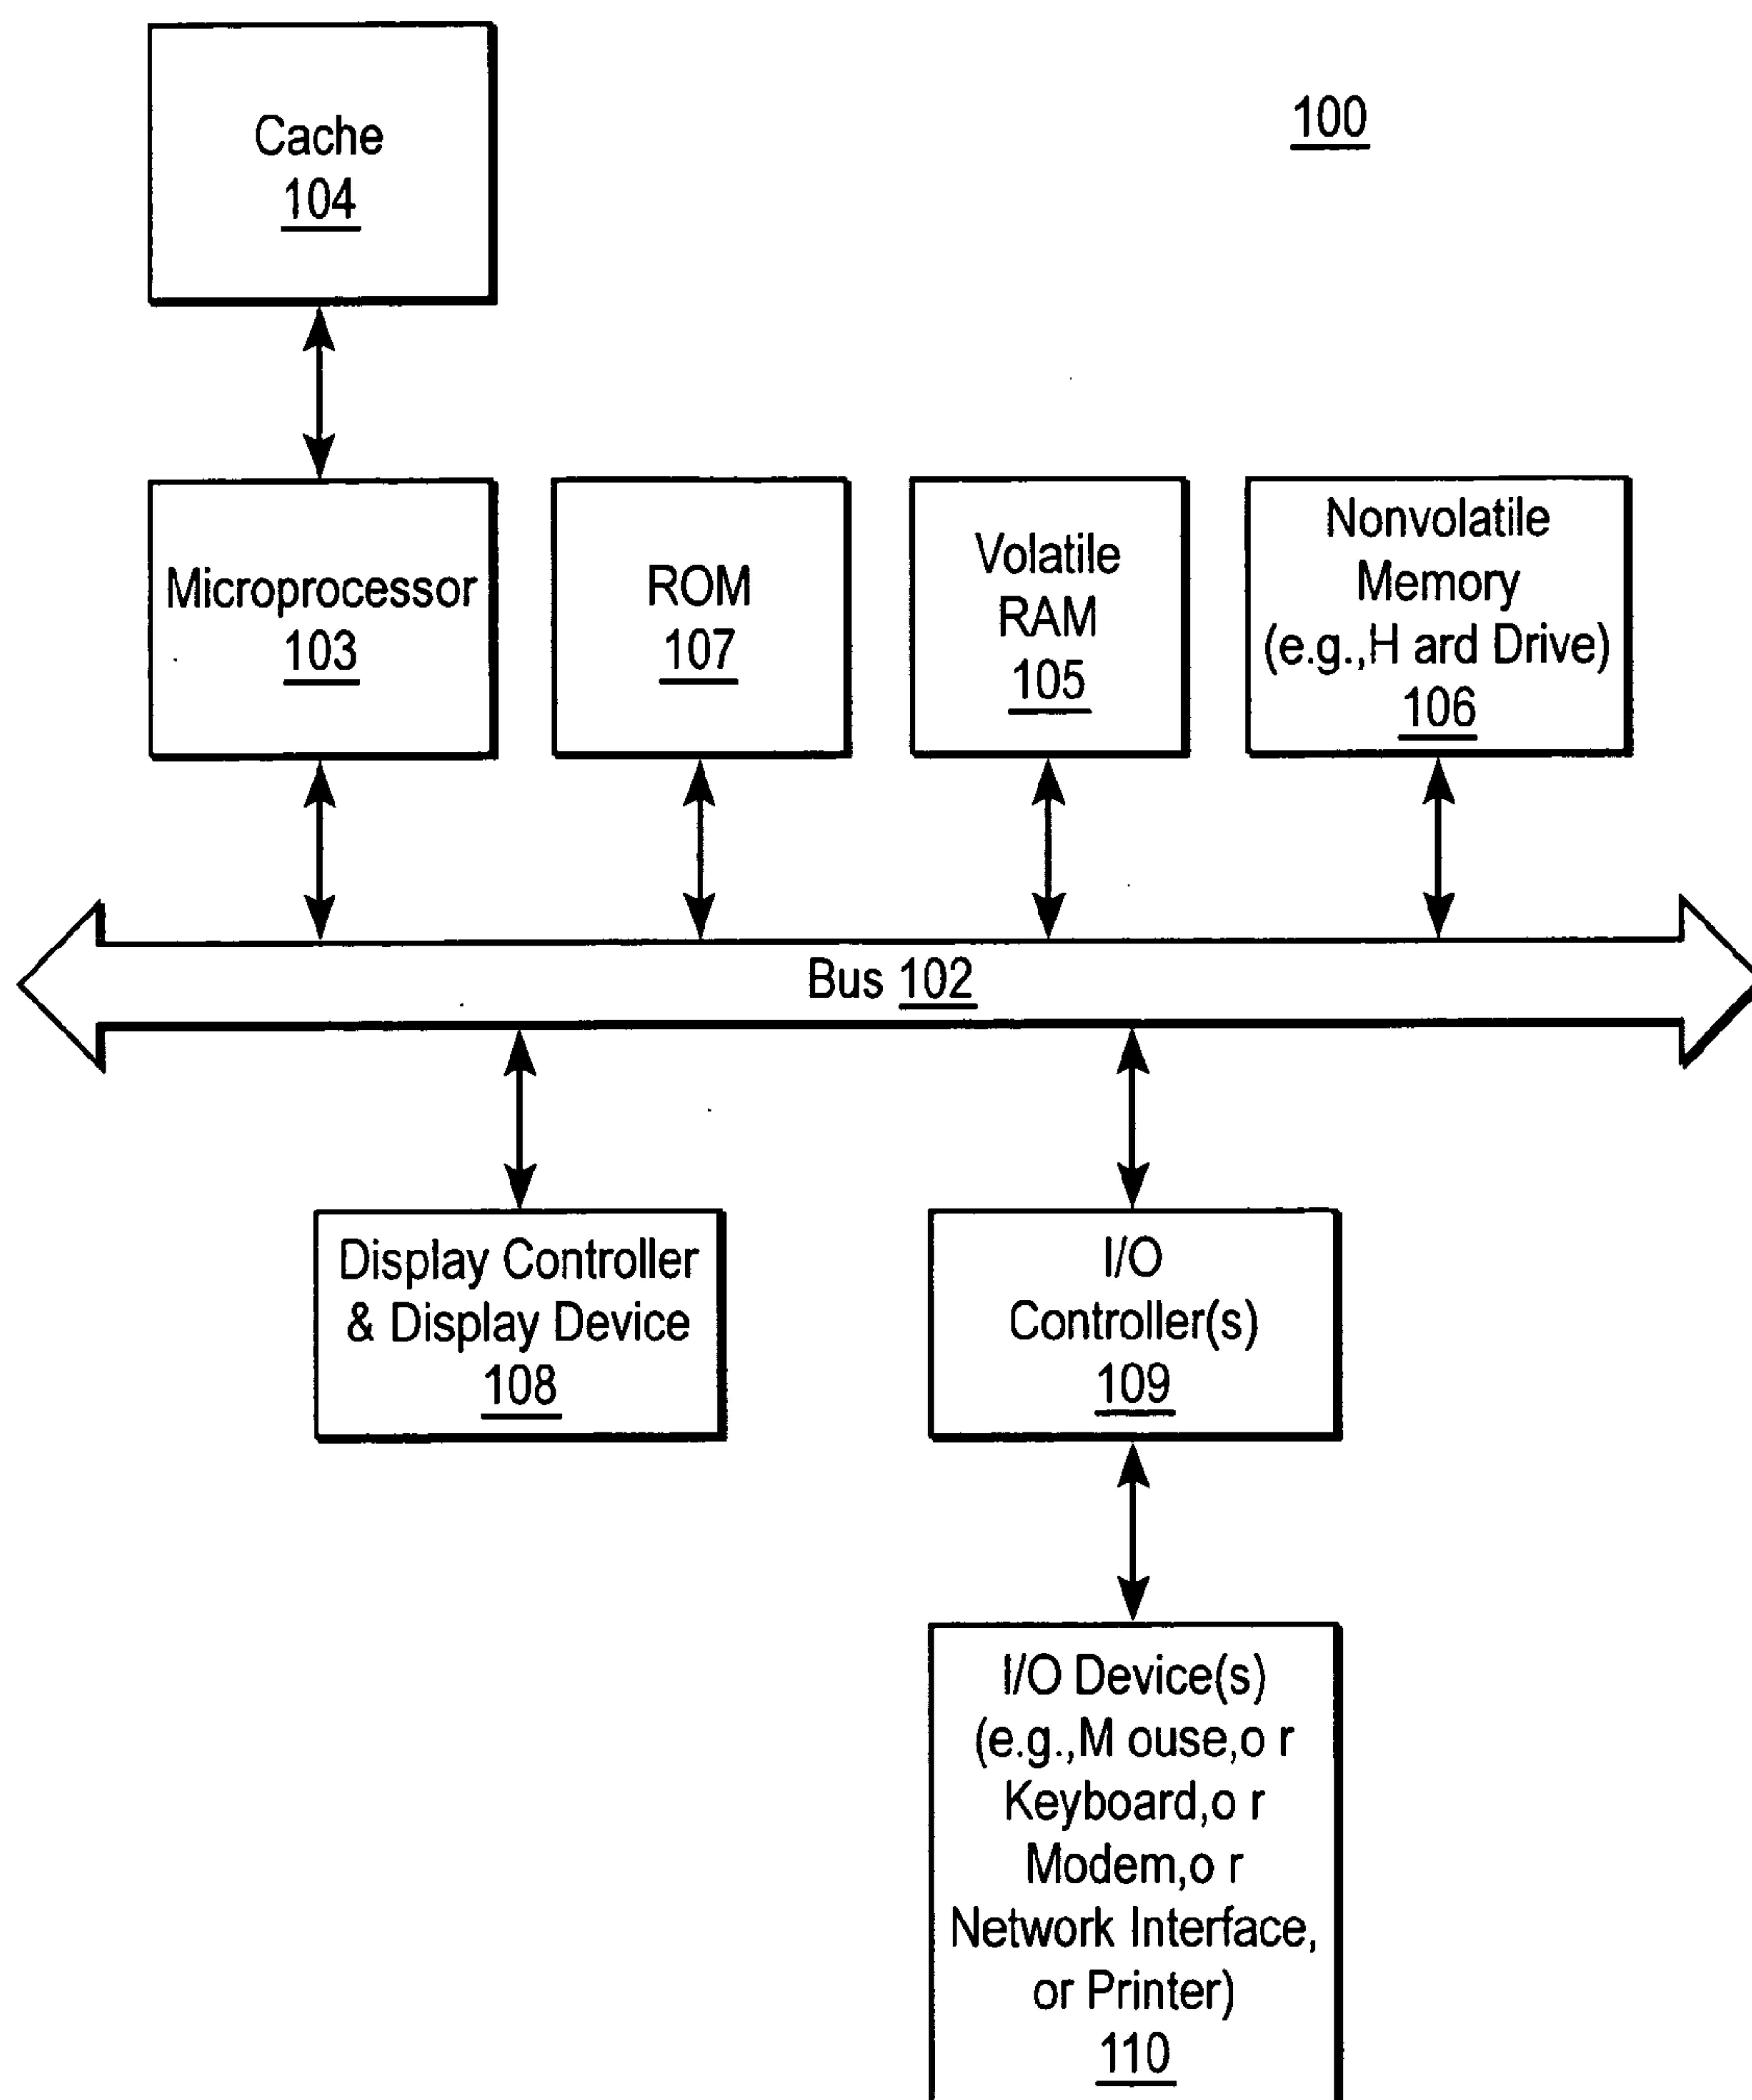 Cache
104
100
Microprocessor
103
ROM
107
Volatile
RAM
105
Nonvolatile
Memory
(e.g.,H ard Drive)
106
Bus 102
Display Controller
& Display Device
108
I/O
Controller(s)
109
I/O Device(s)
(e.g.,M ouse,o r
Keyboard,o r
Modem,o r
Network Interface,
or Printer)
110